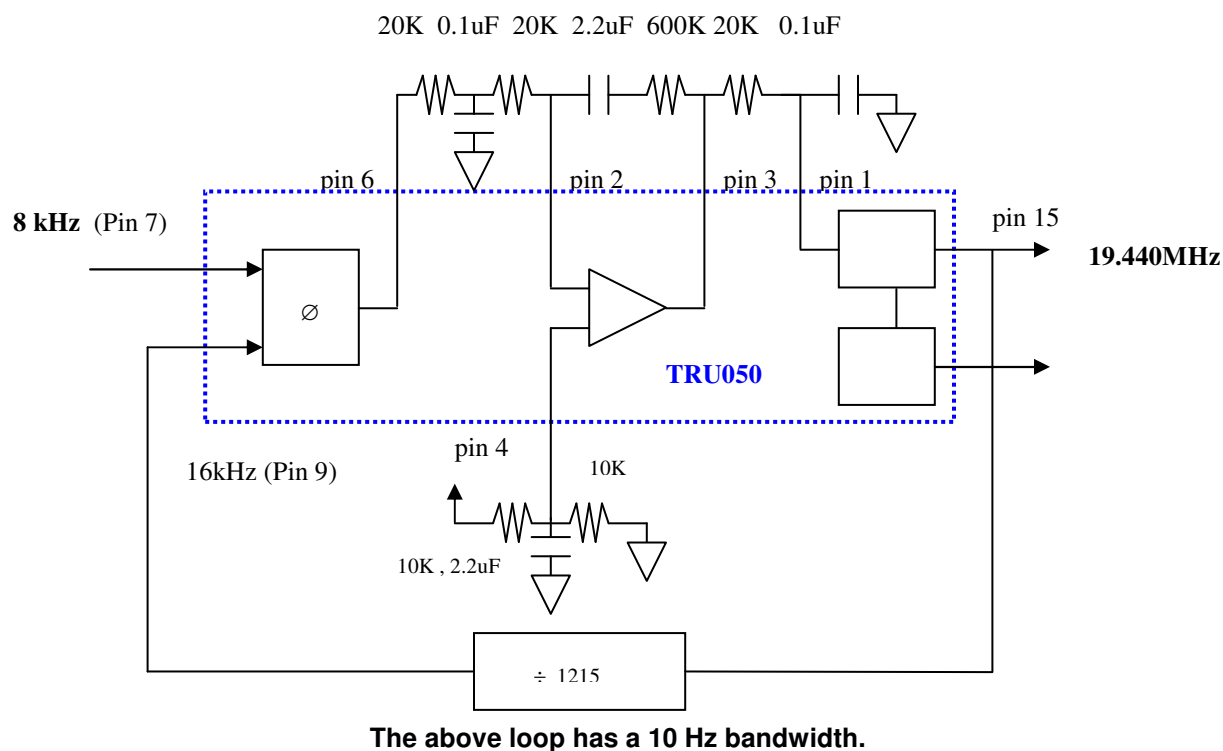 20K 0.1uF 20K 2.2uF 600K 20K 0.1uF
pin 6
pin 2
pin 3
pin 1
8 kHz (Pin 7)
pin 15
19.440MHz
∅
TRU050
16kHz (Pin 9)
pin 4
10K
10K , 2.2uF
÷ 1215
The above loop has a 10 Hz bandwidth.